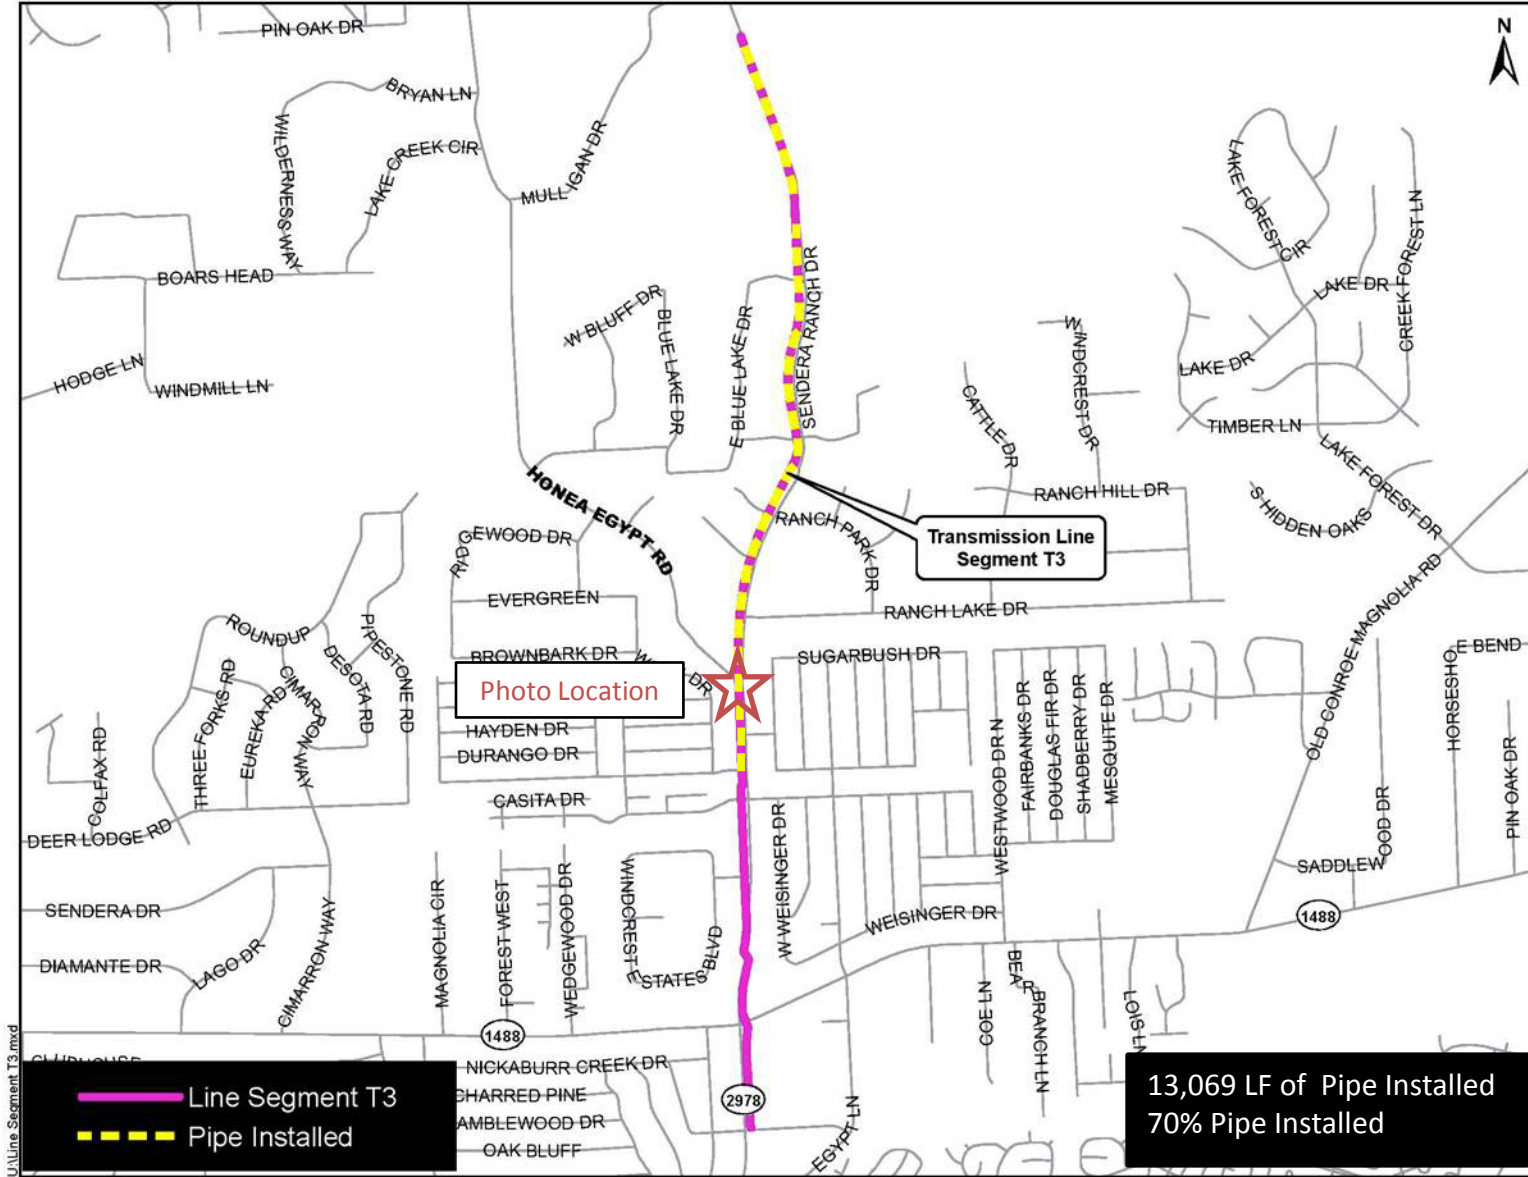 PIN OAK DR
N
BRYAN LN
WILDERNESS WAY
LAKE CREEK CIR
MULLIGAN DR
LAKE FOREST CIR
CREEK FOREST LN
BOARS HEAD
SENDERA RANCH DR
LAKE DR
W BLUFF DR
BLUE LAKE DR
E BLUE LAKE DR
WINDCREST DR
HODGE LN
WINDMILL LN
LAKE DR
CATTLE DR
TIMBER LN
LAKE FOREST DR
HONEA EGYPT RD
RANCH HILL DR
S HIDDEN OAKS
RANCH PARK DR
Transmission Line
Segment T3
RIDGEWOOD DR
EVERGREEN
RANCH LAKE DR
OLD CONROE MAGNOLIA RD
ROUNDUP
PIPESTONE RD
DESOTA RD
BROWNBARK DR
SUGARBUSH DR
HORSESHO
E BEND
THREE FORKS RD
EUREKA RD
CIMARRON WAY
Photo Location
DR
HAYDEN DR
DURANGO DR
COLFAX RD
WESTWOOD DR N
FAIRBANKS DR
DOUGLAS FIR DR
SHADBERRY DR
MESQUITE DR
PIN OAK DR
CASITA DR
DEER LODGE RD
W WEISINGER DR
SADDLEWOOD DR
SENDERA DR
MAGNOLIA CIR
FOREST WEST
WEDGEWOOD DR
WINDCREST ESTATES BLVD
WEISINGER DR
1488
DIAMANTE DR
LAGO DR
CIMARRON WAY
COE LN
BEAR BRANCH LN
LOIS LN
1488
NICKABURR CREEK DR
CHARRED PINE
AMBLEWOOD DR
OAK BLUFF
2978
EGYPT LN
Line Segment T3
Pipe Installed
13,069 LF of Pipe Installed
70% Pipe Installed
U:\Line Segment T3.mxd